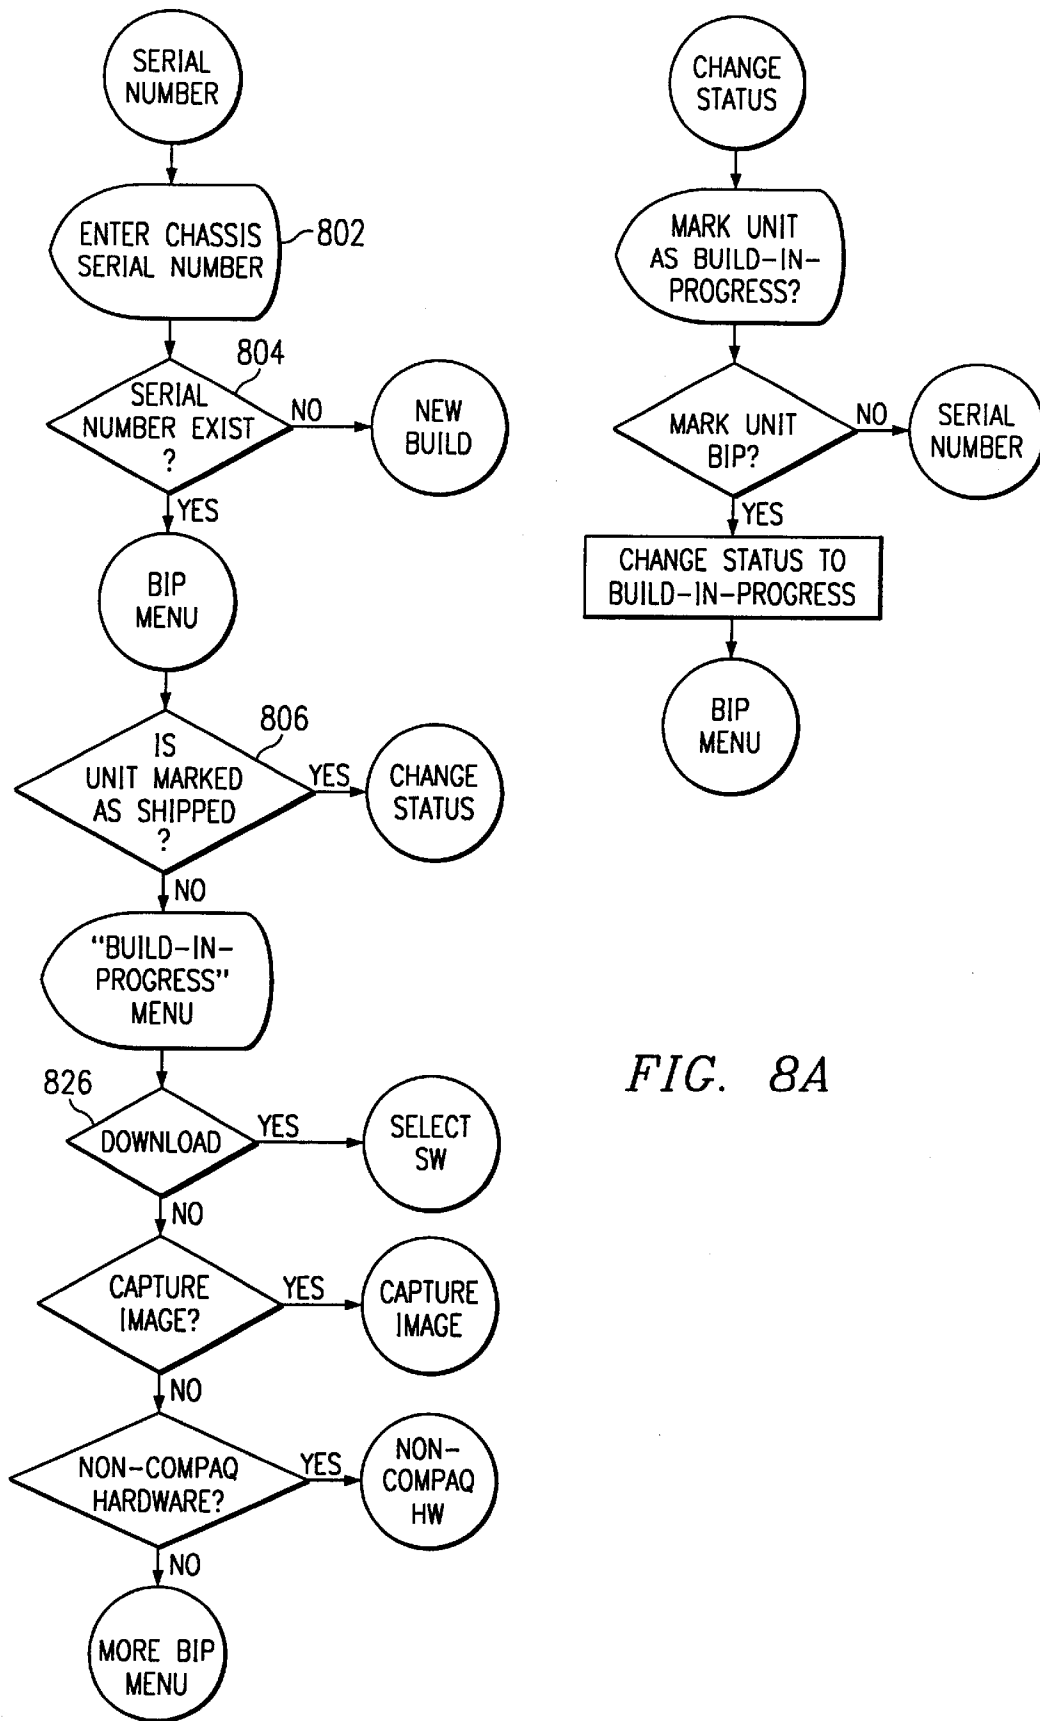 SERIAL
NUMBER
ENTER CHASSIS
SERIAL NUMBER
802
804
SERIAL
NUMBER EXIST
?
NO
NEW
BUILD
YES
BIP
MENU
806
IS
UNIT MARKED
AS SHIPPED
?
YES
CHANGE
STATUS
NO
"BUILD-IN-
PROGRESS"
MENU
826
DOWNLOAD
YES
SELECT
SW
NO
CAPTURE
IMAGE?
YES
CAPTURE
IMAGE
NO
NON-COMPAQ
HARDWARE?
YES
NON-
COMPAQ
HW
NO
MORE BIP
MENU
CHANGE
STATUS
MARK UNIT
AS BUILD-IN-
PROGRESS?
MARK UNIT
BIP?
NO
SERIAL
NUMBER
YES
CHANGE STATUS TO
BUILD-IN-PROGRESS
BIP
MENU
FIG. 8A